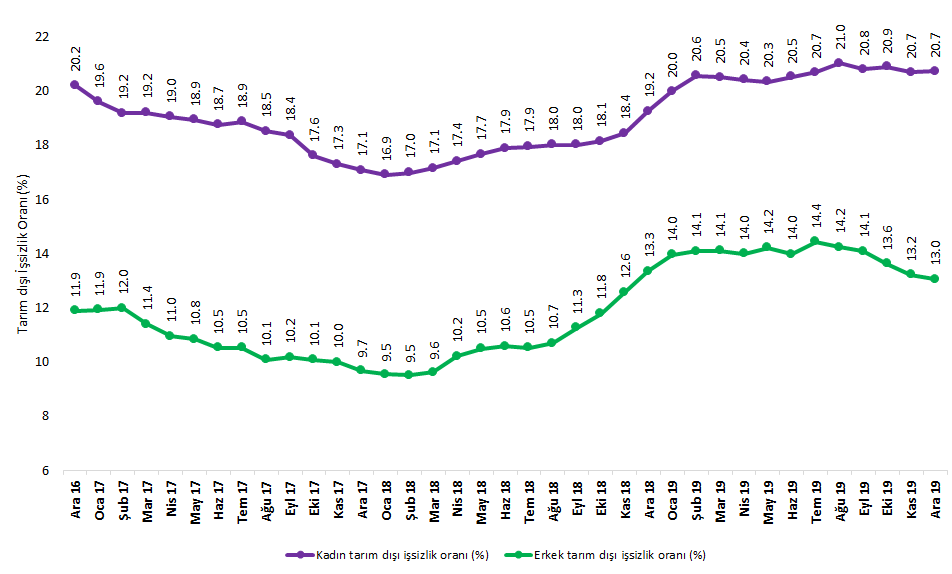 Tarım dışı İşsizlik Oranı (%)
22
20
18
16
14
12
10
8
6
20.2 19.6 19.2 19.2 19.0 18.9 18.7 18.9 18.5 18.4 17.6 17.3 17.1 16.9 17.0 17.1 17.4 17.7 17.9 17.9 18.0 18.0 18.1 18.4 19.2 20.0 20.6 20.5 20.4 20.3 20.5 20.7 21.0 20.8 20.9 20.7 20.7
11.9 11.9 12.0 11.4 11.0 10.8 10.5 10.5 10.1 10.2 10.1 10.0 9.7 9.5 9.5 9.6 10.2 10.5 10.6 10.5 10.7 11.3 11.8 12.6 13.3 14.0 14.1 14.1 14.0 14.2 14.0 14.4 14.2 14.1 13.6 13.2 13.0
Ara 16 Oca 17 Şub 17 Mar 17 Nis 17 May 17 Haz 17 Tem 17 Ağu 17 Eyl 17 Eki 17 Kas 17 Ara 17 Oca 18 Şub 18 Mar 18 Nis 18 May 18 Haz 18 Tem 18 Ağu 18 Eyl 18 Eki 18 Kas 18 Ara 18 Oca 19 Şub 19 Mar 19 Nis 19 May 19 Haz 19 Tem 19 Ağu 19 Eyl 19 Eki 19 Kas 19 Ara 19
Kadın tarım dışı işsizlik oranı (%) Erkek tarım dışı işsizlik oranı (%)